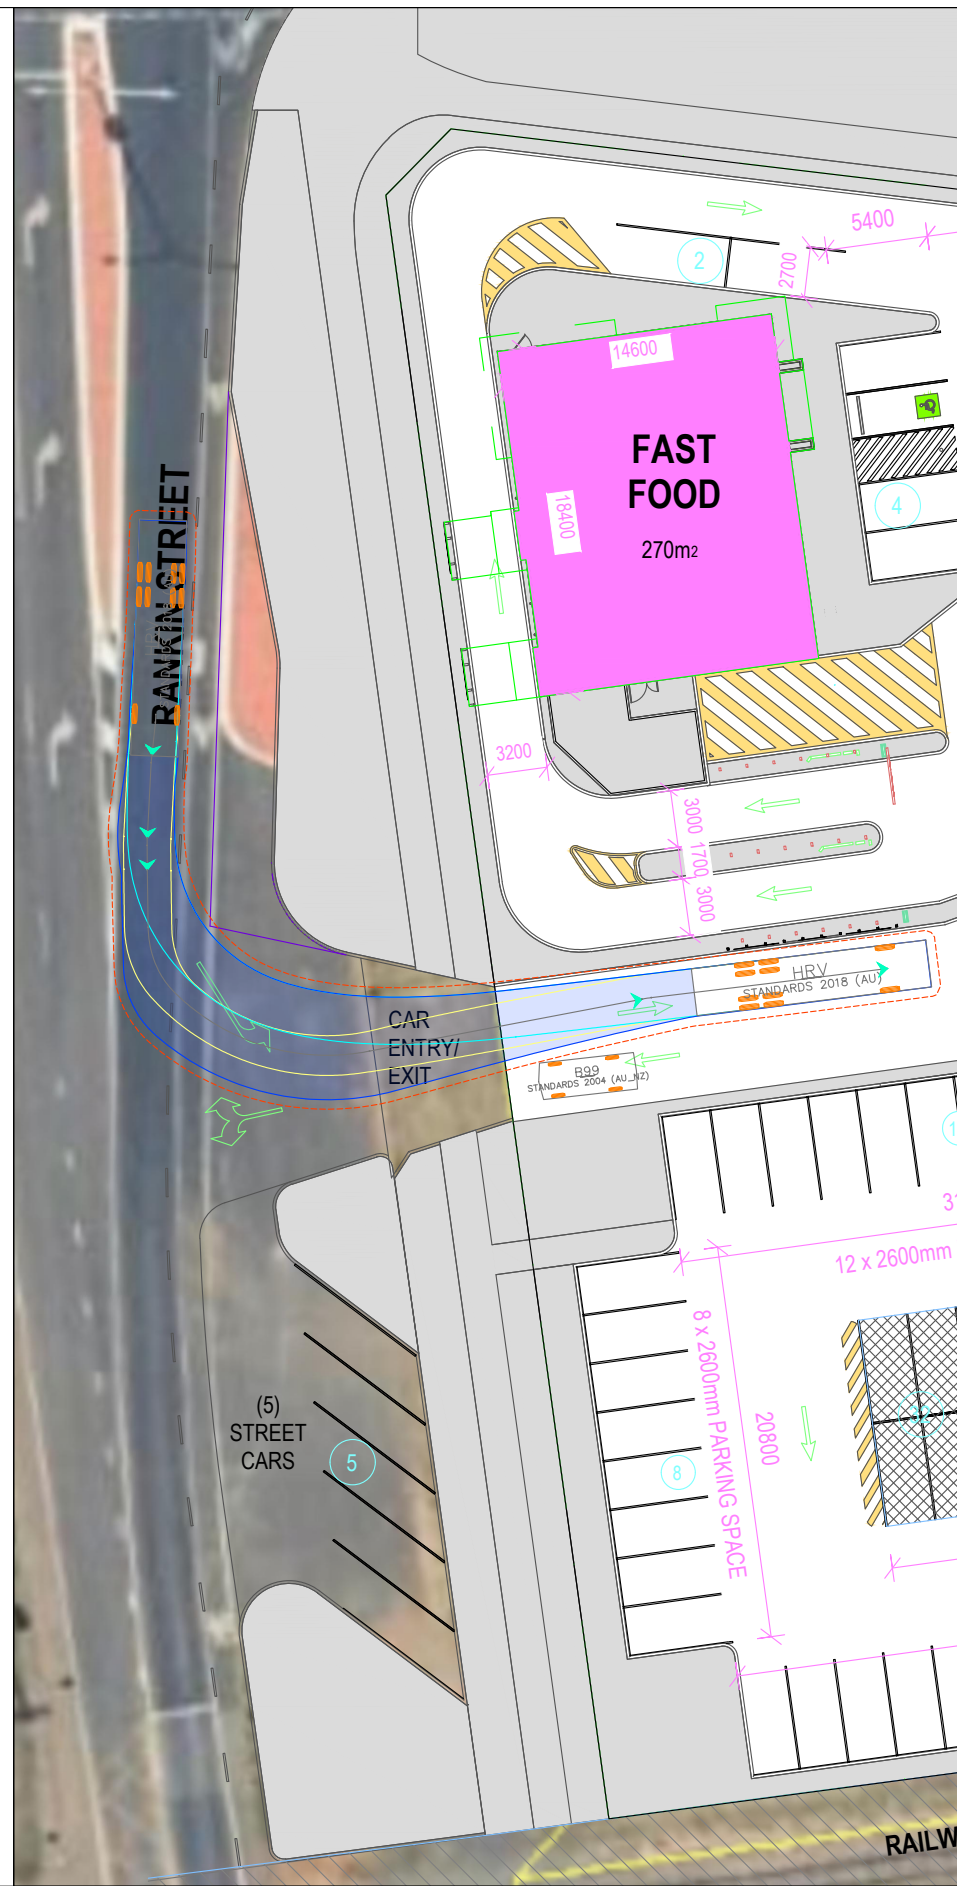 5400
2
2700
14600
FAST
FOOD
18400
270m2
4
RANKIN STREET
3200
3000
1700
3000
HRV
STANDARDS 2018 (AU)
CAR
ENTRY/
EXIT
B99
STANDARDS 2004 (AU_NZ)
12 x 2600mm
8 x 2600mm PARKING SPACE
20800
(5)
STREET
CARS
5
8